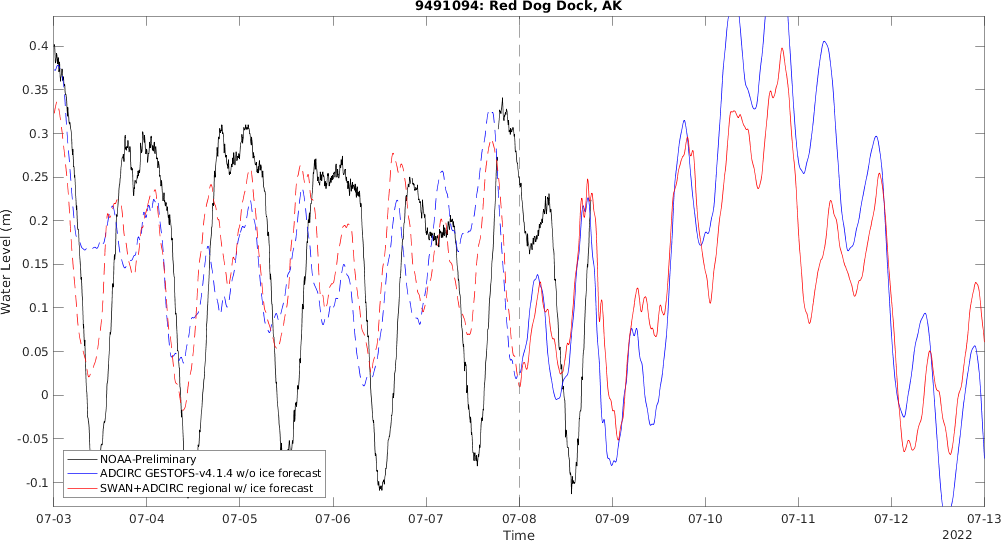 9491094: Red Dog Dock, AK
0.4
0.35
0.3
0.25
0.2
0.15
0.1
0.05
0
-0.05
-0.1
Water Level (m)
NOAA-Preliminary
ADCIRC GESTOFS-v4.1.4 w/o ice forecast
SWAN+ADCIRC regional w/ ice forecast
07-03 07-04 07-05 07-06 07-07 07-08 07-09 07-10 07-11 07-12 07-13
Time
2022